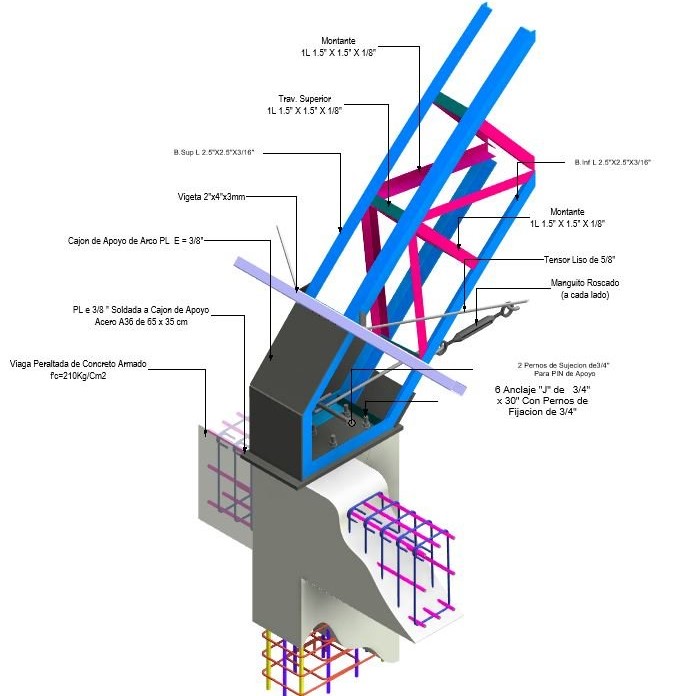 Montante
1L 1.5" X 1.5" X 1/8"
Trav. Superior
1L 1.5" X 1.5" X 1/8"
B.Sup L 2.5"X2.5"X3/16"
B.Inf L 2.5"X2.5"X3/16"
Vigeta 2"x4"x3mm
Montante
1L 1.5" X 1.5" X 1/8"
Cajon de Apoyo de Arco PL E = 3/8"
Tensor Liso de 5/8"
Manguito Roscado
(a cada lado)
PL e 3/8 " Soldada a Cajon de Apoyo
Acero A36 de 65 x 35 cm
Viaga Peraltada de Concreto Armado
f'c=210Kg/Cm2
2 Pernos de Sujecion de3/4"
Para PIN de Apoyo
6 Anclaje "J" de 3/4"
x 30" Con Pernos de
Fijacion de 3/4"